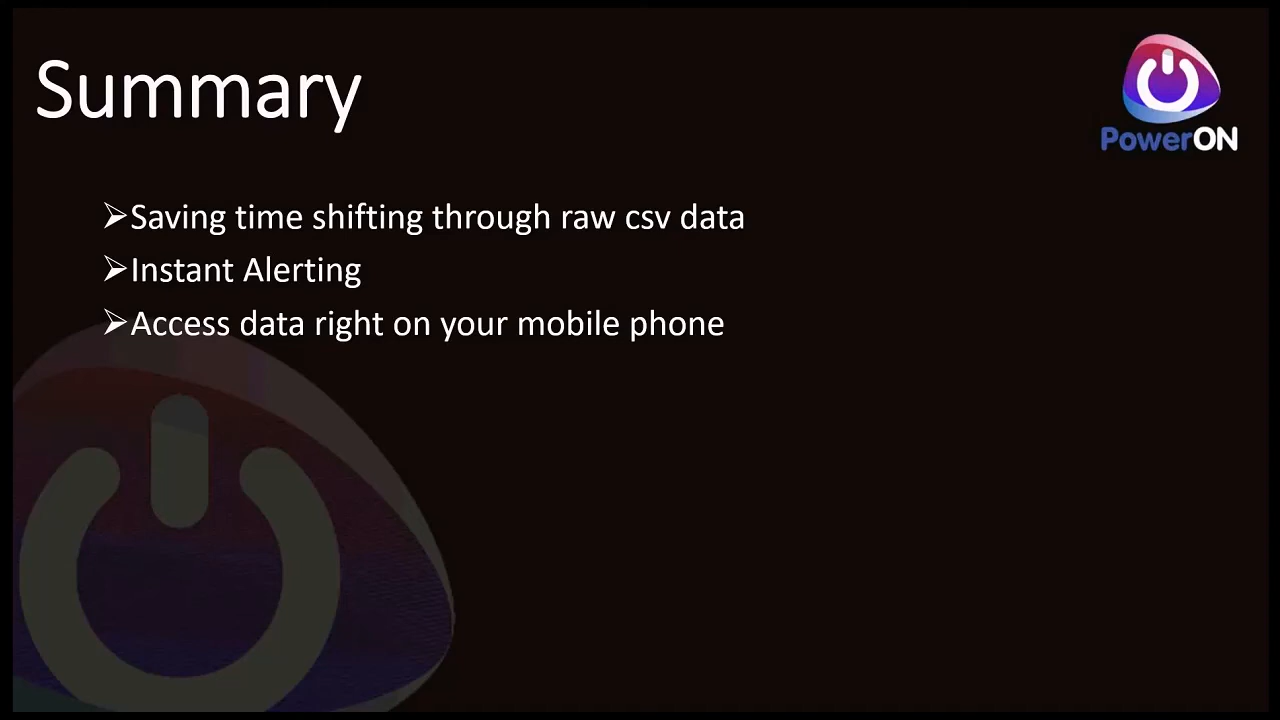 Summary
PowerON
➢Saving time shifting through raw csv data
➢Instant Alerting
➢Access data right on your mobile phone